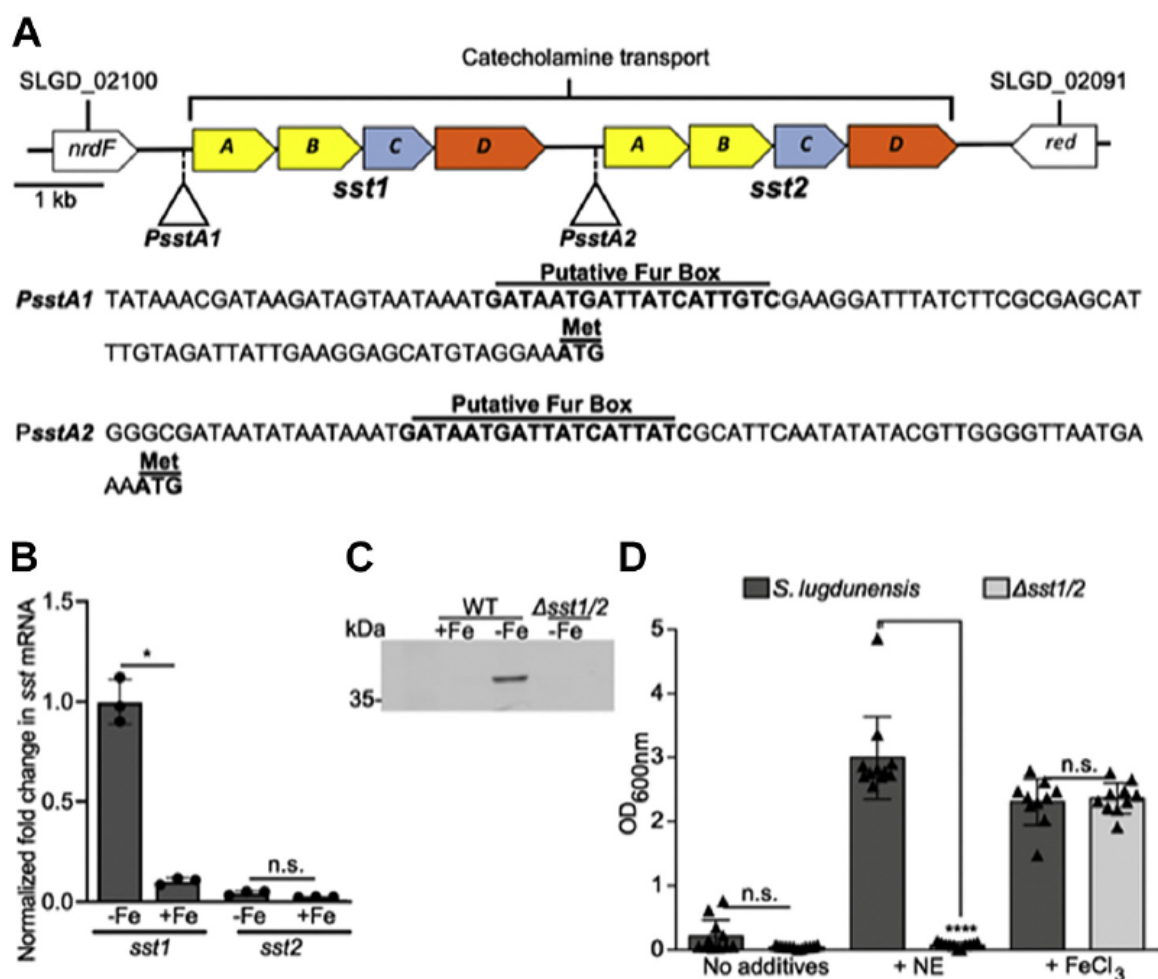 A
Catecholamine transport
SLGD_02100
SLGD_02091
nrdF
A
B
C
D
A
B
C
D
red
1 kb
sst1
sst2
PsstA1
PsstA2
Putative Fur Box
PsstA1 TATAAACGATAAGATAGTAATAAATGATAATGATTATCATTGTCGAAGGATTTATCTTCGCGAGCAT
Met
TTGTAGATTATTGAAGGAGCATGTAGGAAAATG
Putative Fur Box
PsstA2 GGGCGATAATATAATAAATGATAATGATTATCATTATCGCATTCAATATATACGTTGGGGTTAATGA
Met
AAATG
B
Normalized fold change in sst mRNA
1.5
1.0
0.5
0.0
*
n.s.
-Fe +Fe -Fe +Fe
sst1 sst2
C
WT Δsst1/2
kDa +Fe -Fe -Fe
35-
D
S. lugdunensis Δsst1/2
OD600nm
5
4
3
2
1
0
n.s.
****
n.s.
No additives + NE + FeCl3